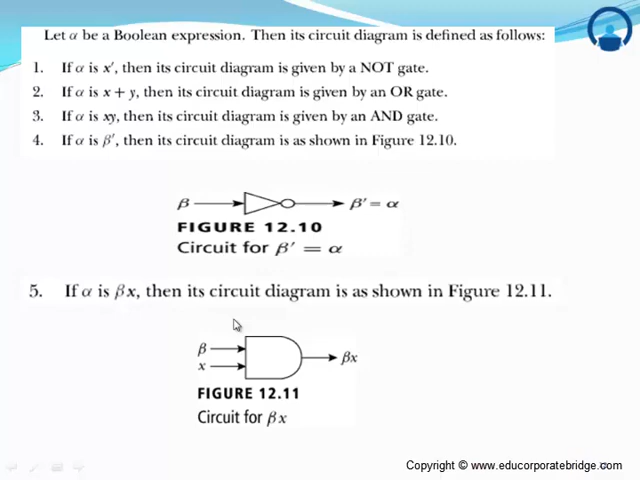 Let α be a Boolean expression. Then its circuit diagram is defined as follows:
1. If α is x′, then its circuit diagram is given by a NOT gate.
2. If α is x + y, then its circuit diagram is given by an OR gate.
3. If α is xy, then its circuit diagram is given by an AND gate.
4. If α is β′, then its circuit diagram is as shown in Figure 12.10.
β β′ = α
FIGURE 12.10
Circuit for β′ = α
5. If α is βx, then its circuit diagram is as shown in Figure 12.11.
β
x βx
FIGURE 12.11
Circuit for βx
Copyright © www.educorporatebridge.com